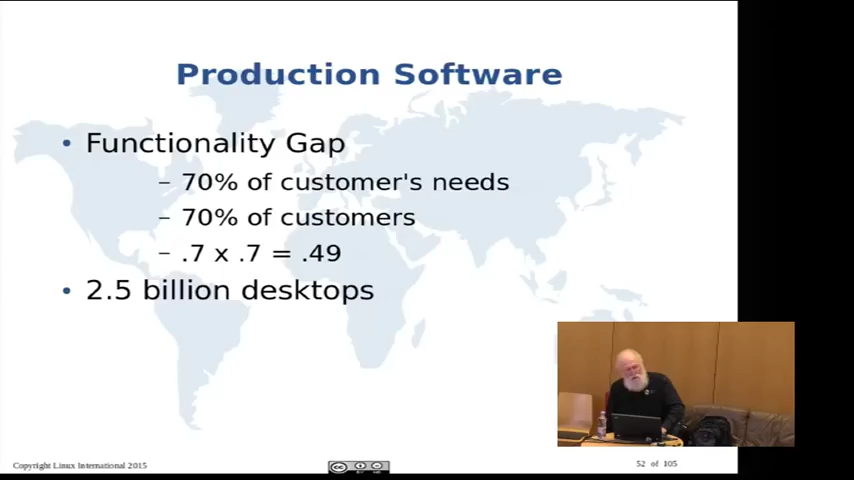 Production Software
• Functionality Gap
– 70% of customer's needs
– 70% of customers
– .7 x .7 = .49
• 2.5 billion desktops
Copyright Linux International 2015
52 of 105